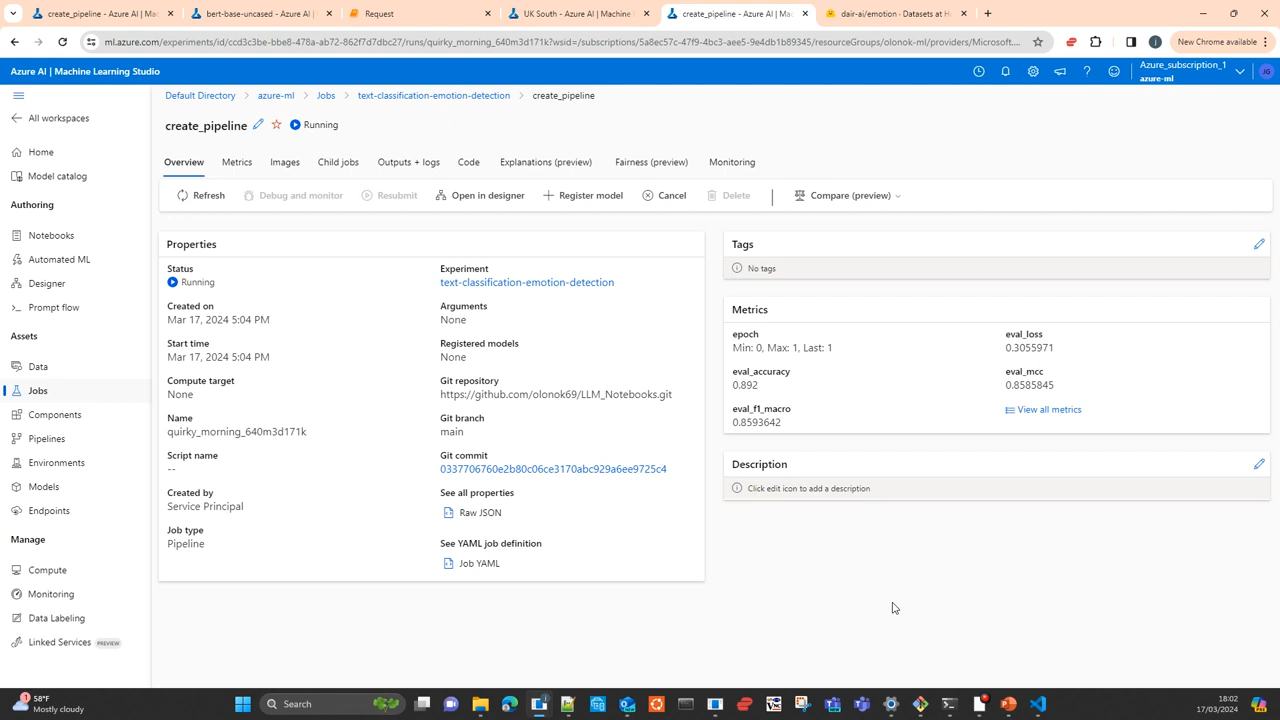 create_pipeline - Azure AI | Mac
bert-base-uncased - Azure AI | M
Request
UK South - Azure AI | Machine
create_pipeline - Azure AI | Mac
dair-ai/emotion · Datasets at H
ml.azure.com/experiments/id/ccd3c3be-bbe8-478a-ab72-862f7d7dbc27/runs/quirky_morning_640m3d171k?wsid=/subscriptions/5a8ec57c-47f9-4bc3-aee5-9e4db1b89345/resourceGroups/olonok-ml/providers/Microsoft....
New Chrome available
Azure AI | Machine Learning Studio
Azure_subscription_1
azure-ml
JG
All workspaces
Home
Model catalog
Authoring
Notebooks
Automated ML
Designer
Prompt flow
Assets
Data
Jobs
Components
Pipelines
Environments
Models
Endpoints
Manage
Compute
Monitoring
Data Labeling
Linked Services PREVIEW
Default Directory > azure-ml > Jobs > text-classification-emotion-detection > create_pipeline
create_pipeline Running
Overview Metrics Images Child jobs Outputs + logs Code Explanations (preview) Fairness (preview) Monitoring
Refresh Debug and monitor Resubmit Open in designer Register model Cancel Delete Compare (preview)
Properties
Status
Running
Created on
Mar 17, 2024 5:04 PM
Start time
Mar 17, 2024 5:04 PM
Compute target
None
Name
quirky_morning_640m3d171k
Script name
--
Created by
Service Principal
Job type
Pipeline
Experiment
text-classification-emotion-detection
Arguments
None
Registered models
None
Git repository
https://github.com/olonok69/LLM_Notebooks.git
Git branch
main
Git commit
0337706760e2b80c06ce3170abc929a6ee9725c4
See all properties
Raw JSON
See YAML job definition
Job YAML
Tags
No tags
Metrics
epoch
Min: 0, Max: 1, Last: 1
eval_accuracy
0.892
eval_f1_macro
0.8593642
eval_loss
0.3055971
eval_mcc
0.8585845
View all metrics
Description
Click edit icon to add a description
1
58°F
Mostly cloudy
Search
18:02
17/03/2024